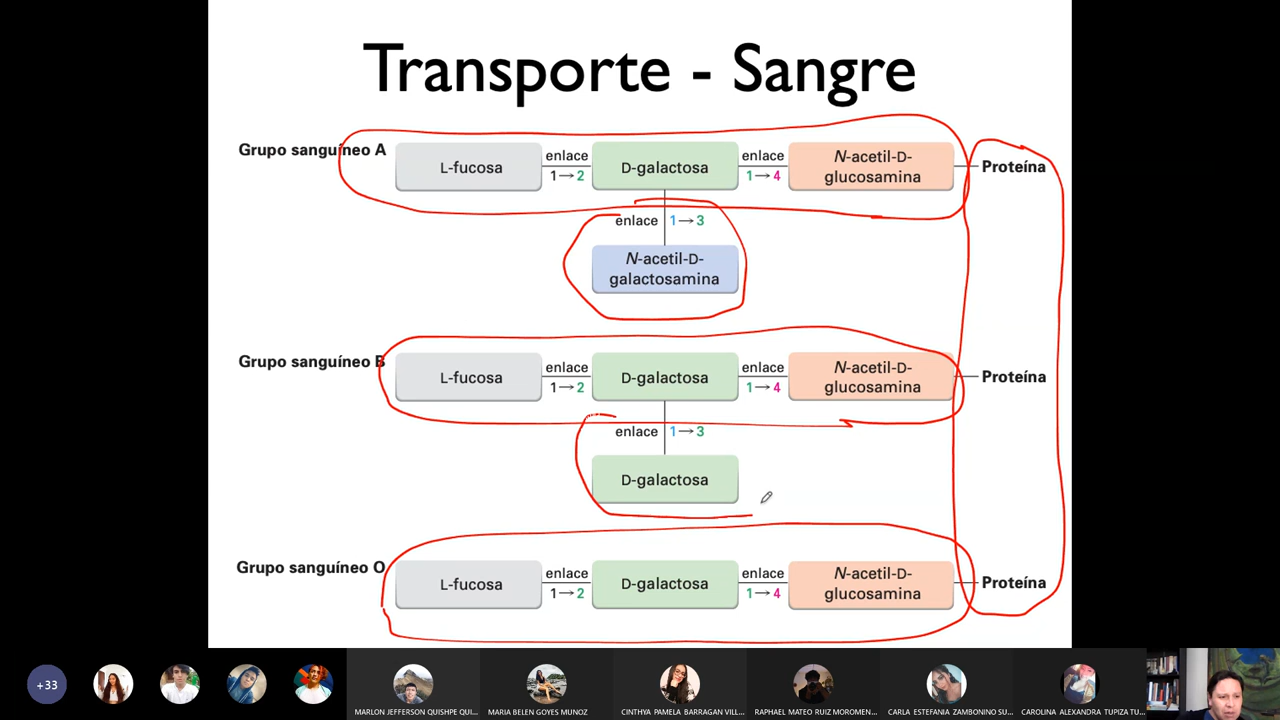 Transporte - Sangre
Grupo sanguíneo A
L-fucosa
enlace
1→2
D-galactosa
enlace
1→4
N-acetil-D-
glucosamina
Proteína
enlace 1→3
N-acetil-D-
galactosamina
Grupo sanguíneo B
L-fucosa
enlace
1→2
D-galactosa
enlace
1→4
N-acetil-D-
glucosamina
Proteína
enlace 1→3
D-galactosa
Grupo sanguíneo O
L-fucosa
enlace
1→2
D-galactosa
enlace
1→4
N-acetil-D-
glucosamina
Proteína
+33
MARLON JEFFERSON QUISHPE QUI...
MARIA BELEN GOYES MUNOZ
CINTHYA PAMELA BARRAGAN VILL...
RAPHAEL MATEO RUIZ MOROMEN...
CARLA ESTEFANIA ZAMBONINO SU...
CAROLINA ALEXANDRA TUPIZA TU...